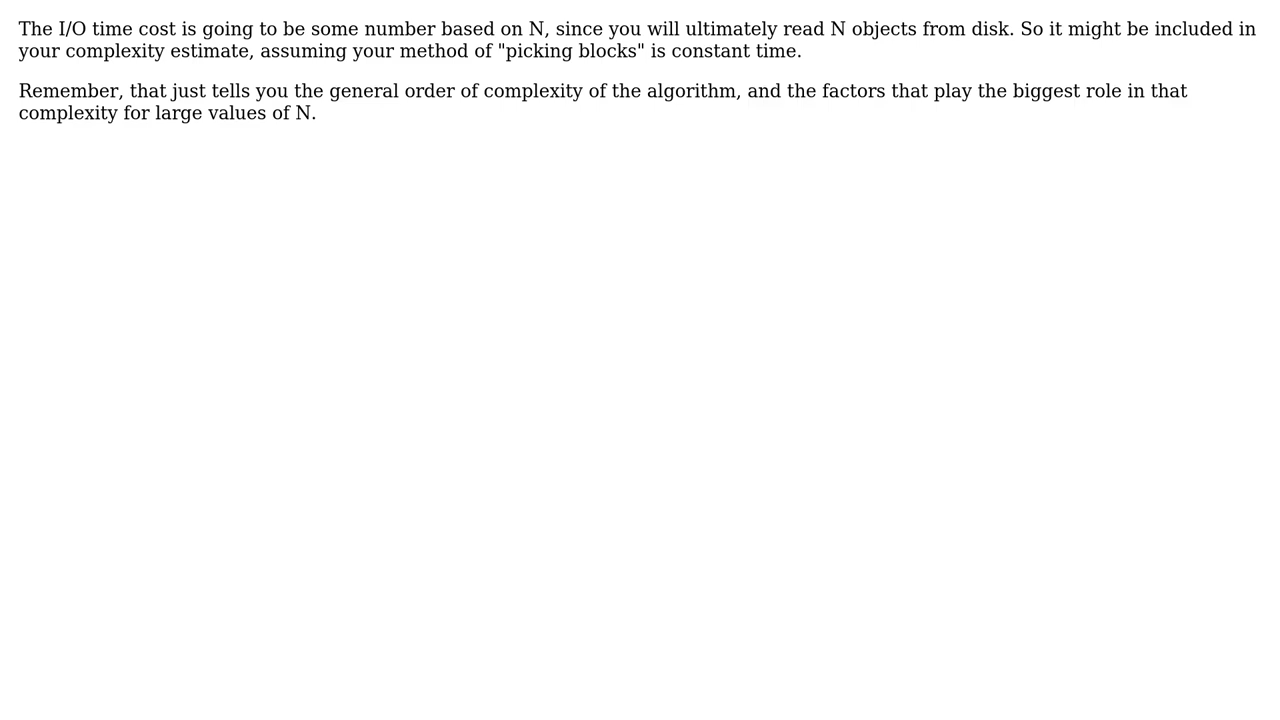 The I/O time cost is going to be some number based on N, since you will ultimately read N objects from disk. So it might be included in
your complexity estimate, assuming your method of "picking blocks" is constant time.
Remember, that just tells you the general order of complexity of the algorithm, and the factors that play the biggest role in that
complexity for large values of N.